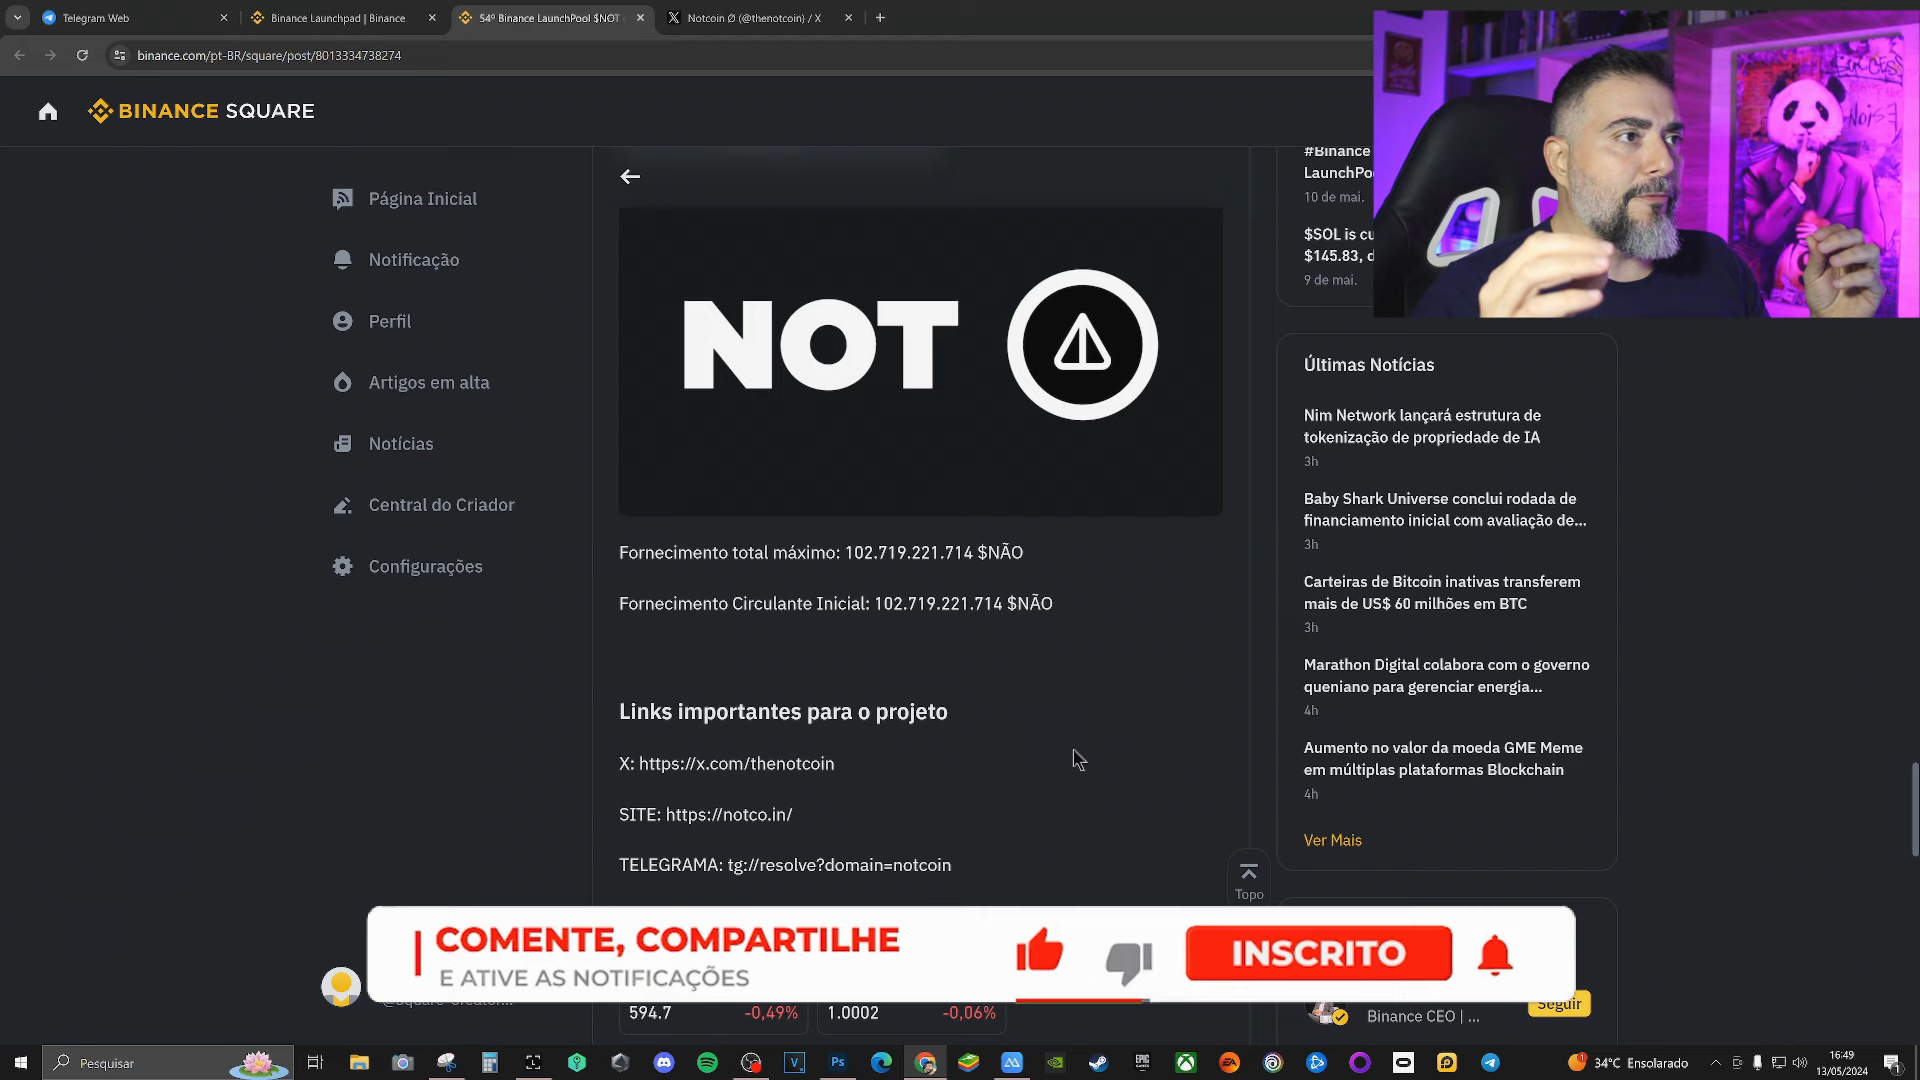 Telegram Web
Binance Launchpad | Binance
54º Binance LaunchPool $NOT
Notcoin Ø (@thenotcoin) / X
binance.com/pt-BR/square/post/8013334738274
BINANCE SQUARE
Página Inicial
Notificação
Perfil
Artigos em alta
Notícias
Central do Criador
Configurações
NOT
Fornecimento total máximo: 102.719.221.714 $NÃO
Fornecimento Circulante Inicial: 102.719.221.714 $NÃO
Links importantes para o projeto
X: https://x.com/thenotcoin
SITE: https://notco.in/
TELEGRAMA: tg://resolve?domain=notcoin
594.7
-0,49%
1.0002
-0,06%
#Binance
LaunchPo
10 de mai.
$SOL is cu
$145.83, d
9 de mai.
Últimas Notícias
Nim Network lançará estrutura de
tokenização de propriedade de IA
3h
Baby Shark Universe conclui rodada de
financiamento inicial com avaliação de...
3h
Carteiras de Bitcoin inativas transferem
mais de US$ 60 milhões em BTC
3h
Marathon Digital colabora com o governo
queniano para gerenciar energia...
4h
Aumento no valor da moeda GME Meme
em múltiplas plataformas Blockchain
4h
Ver Mais
Topo
Seguir
Binance CEO | ...
COMENTE, COMPARTILHE
E ATIVE AS NOTIFICAÇÕES
INSCRITO
Pesquisar
34°C Ensolarado
16:49
13/05/2024